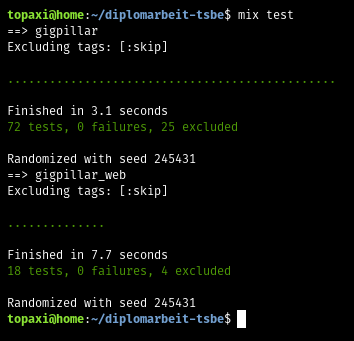 topaxi@home:~/diplomarbeit-tsbe$ mix test
==> gigpillar
Excluding tags: [:skip]
...............................................
Finished in 3.1 seconds
72 tests, 0 failures, 25 excluded
Randomized with seed 245431
==> gigpillar_web
Excluding tags: [:skip]
..............
Finished in 7.7 seconds
18 tests, 0 failures, 4 excluded
Randomized with seed 245431
topaxi@home:~/diplomarbeit-tsbe$